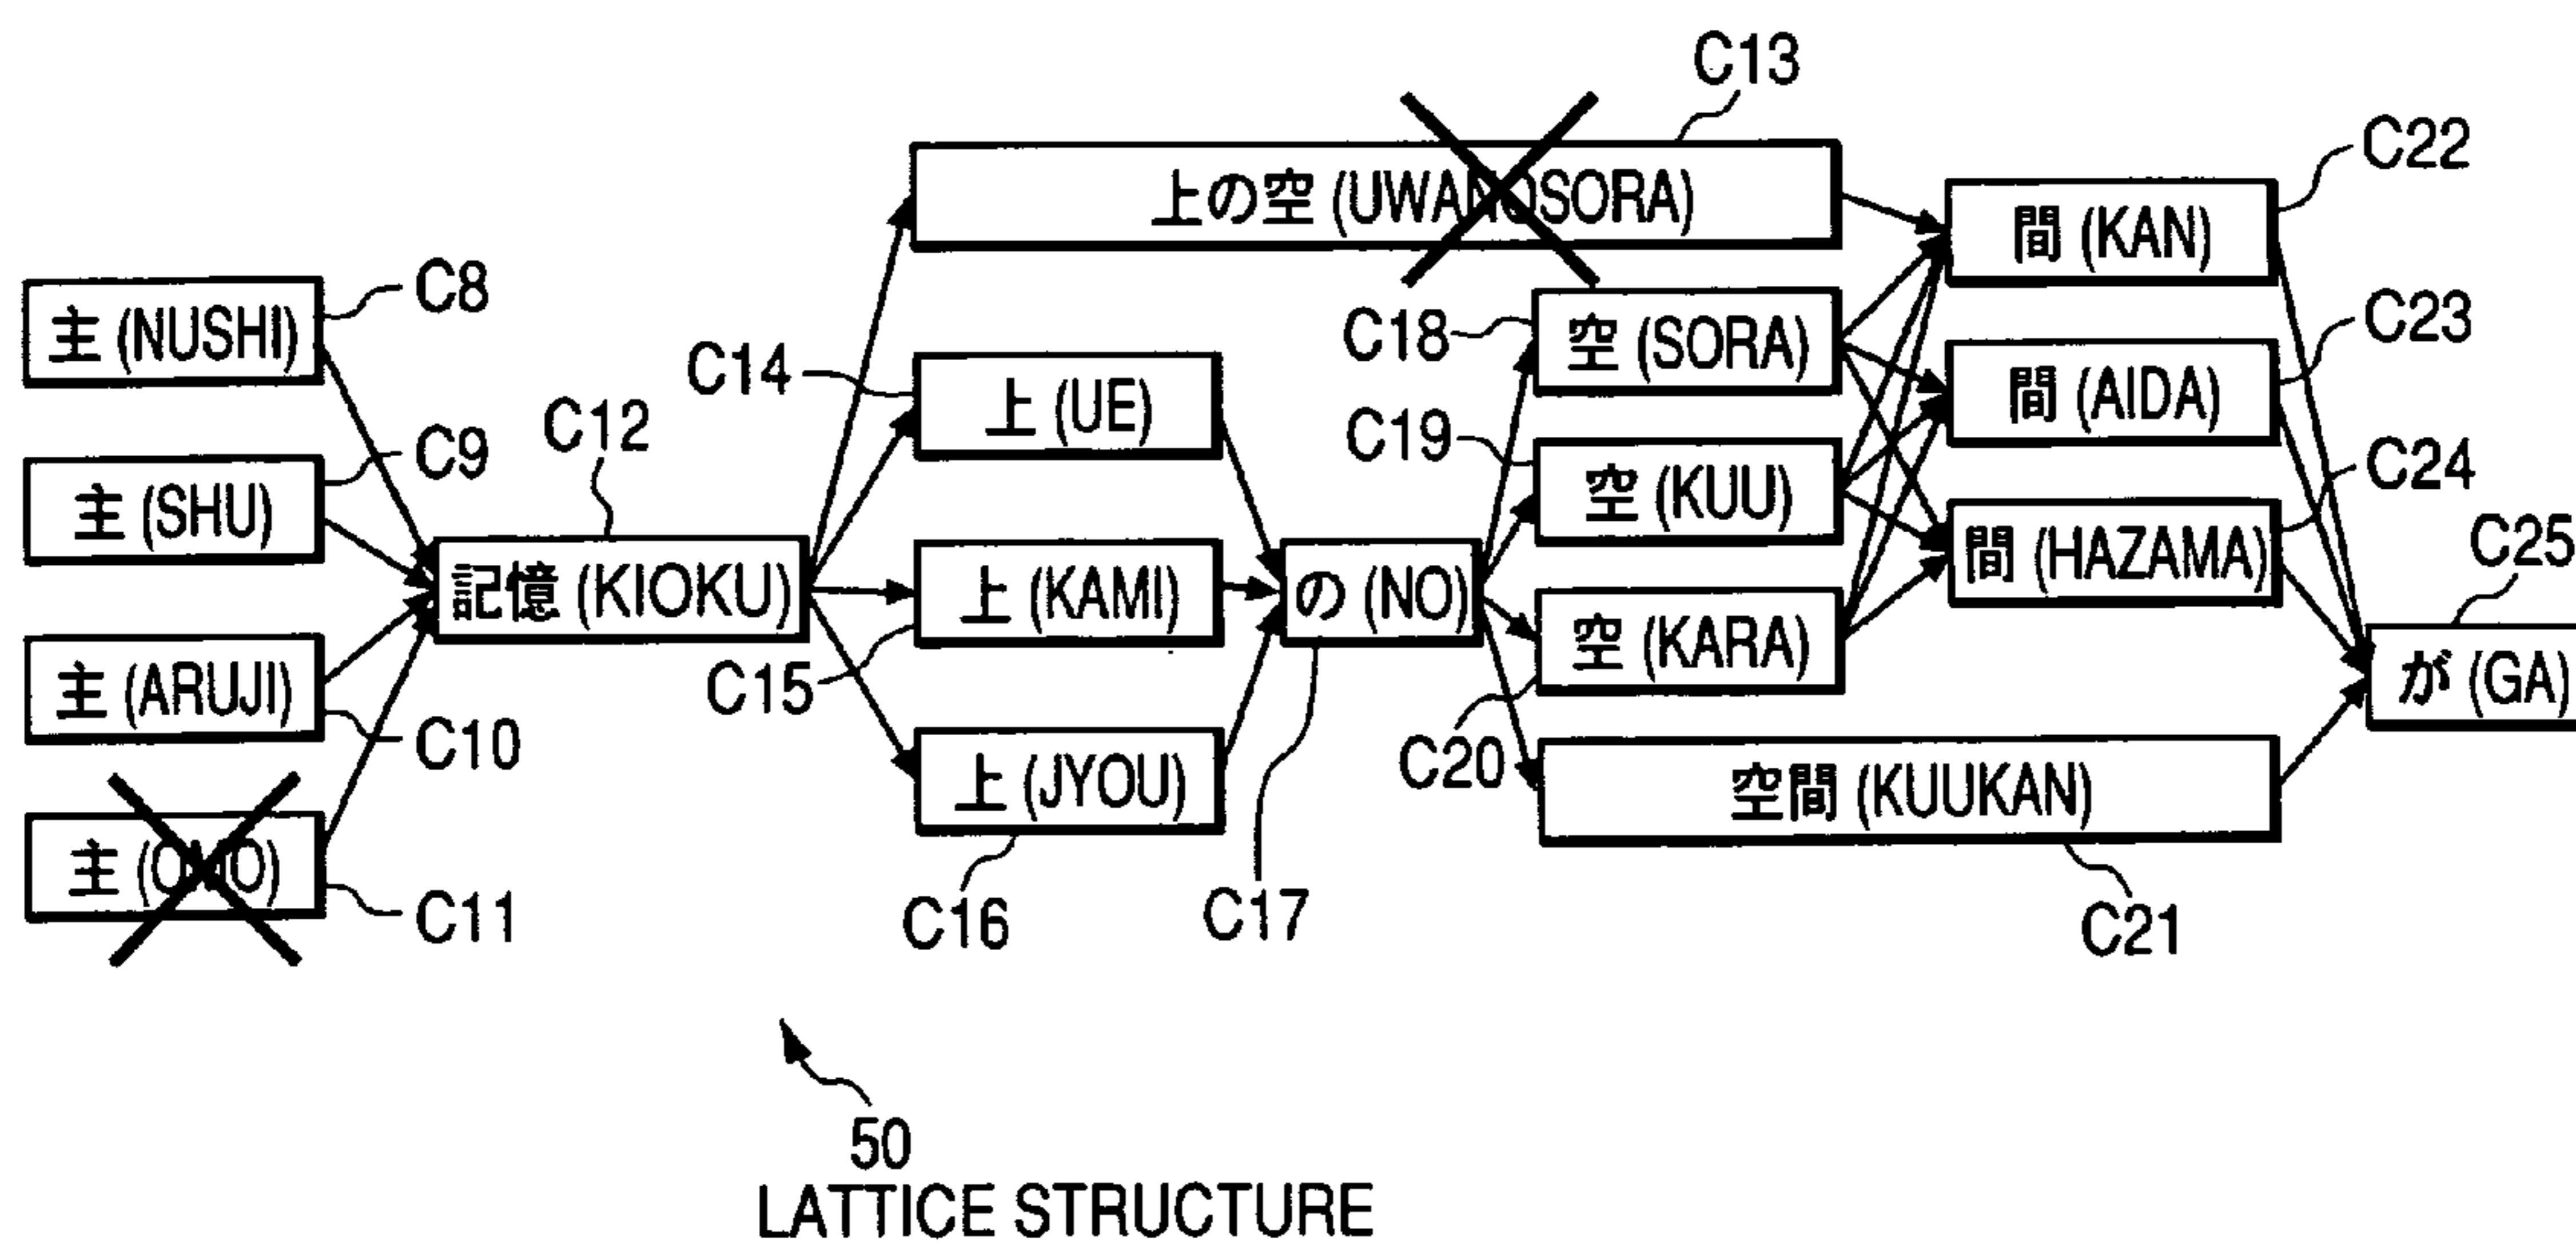 C13
上の空 (UWANOSORA)
C22
間 (KAN)
C8
主 (NUSHI)
C18
空 (SORA)
C23
間 (AIDA)
C14
上 (UE)
C9
主 (SHU)
C12
記憶 (KIOKU)
C19
空 (KUU)
C24
間 (HAZAMA)
C15
上 (KAMI)
の (NO)
C25
が (GA)
C10
主 (ARUJI)
C20
空 (KARA)
C16
上 (JYOU)
C17
空間 (KUUKAN)
C21
C11
主 (OMO)
50
LATTICE STRUCTURE